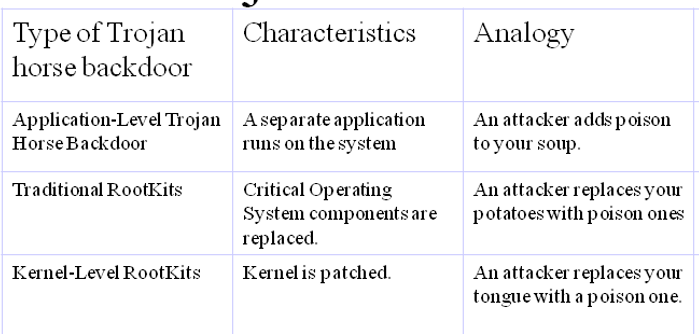 Type of Trojan
horse backdoor
Characteristics
Analogy
Application-Level Trojan
Horse Backdoor
A separate application
runs on the system
An attacker adds poison
to your soup.
Traditional RootKits
Critical Operating
System components are
replaced.
An attacker replaces your
potatoes with poison ones
Kernel-Level RootKits
Kernel is patched.
An attacker replaces your
tongue with a poison one.